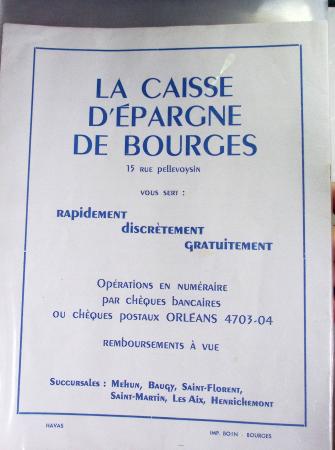 LA CAISSE
D'ÉPARGNE
DE BOURGES
15 RUE pellevoysin
VOUS SERT :
RApidEMENT
discRÈTEMENT
GRATUITEMENT
OpÉRATIONS EN NUMÉRAIRE
PAR CHÈQUES BANCAIRES
OU CHÈQUES POSTAUX ORLEANS 4703-04
REMBOURSEMENTS À VUE
Succursales : Mehun, Baugy, Saint-Florent,
Saint-Martin, Les Aix, Henrichemont
HAVAS
IMP. BOIN - BOURGES